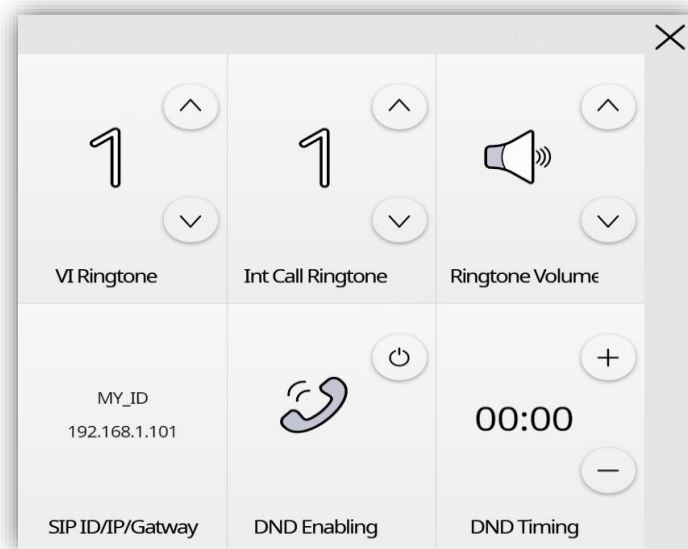 1
1
VI Ringtone
Int Call Ringtone
Ringtone Volume
MY_ID
192.168.1.101
00:00
SIP ID/IP/Gatway
DND Enabling
DND Timing